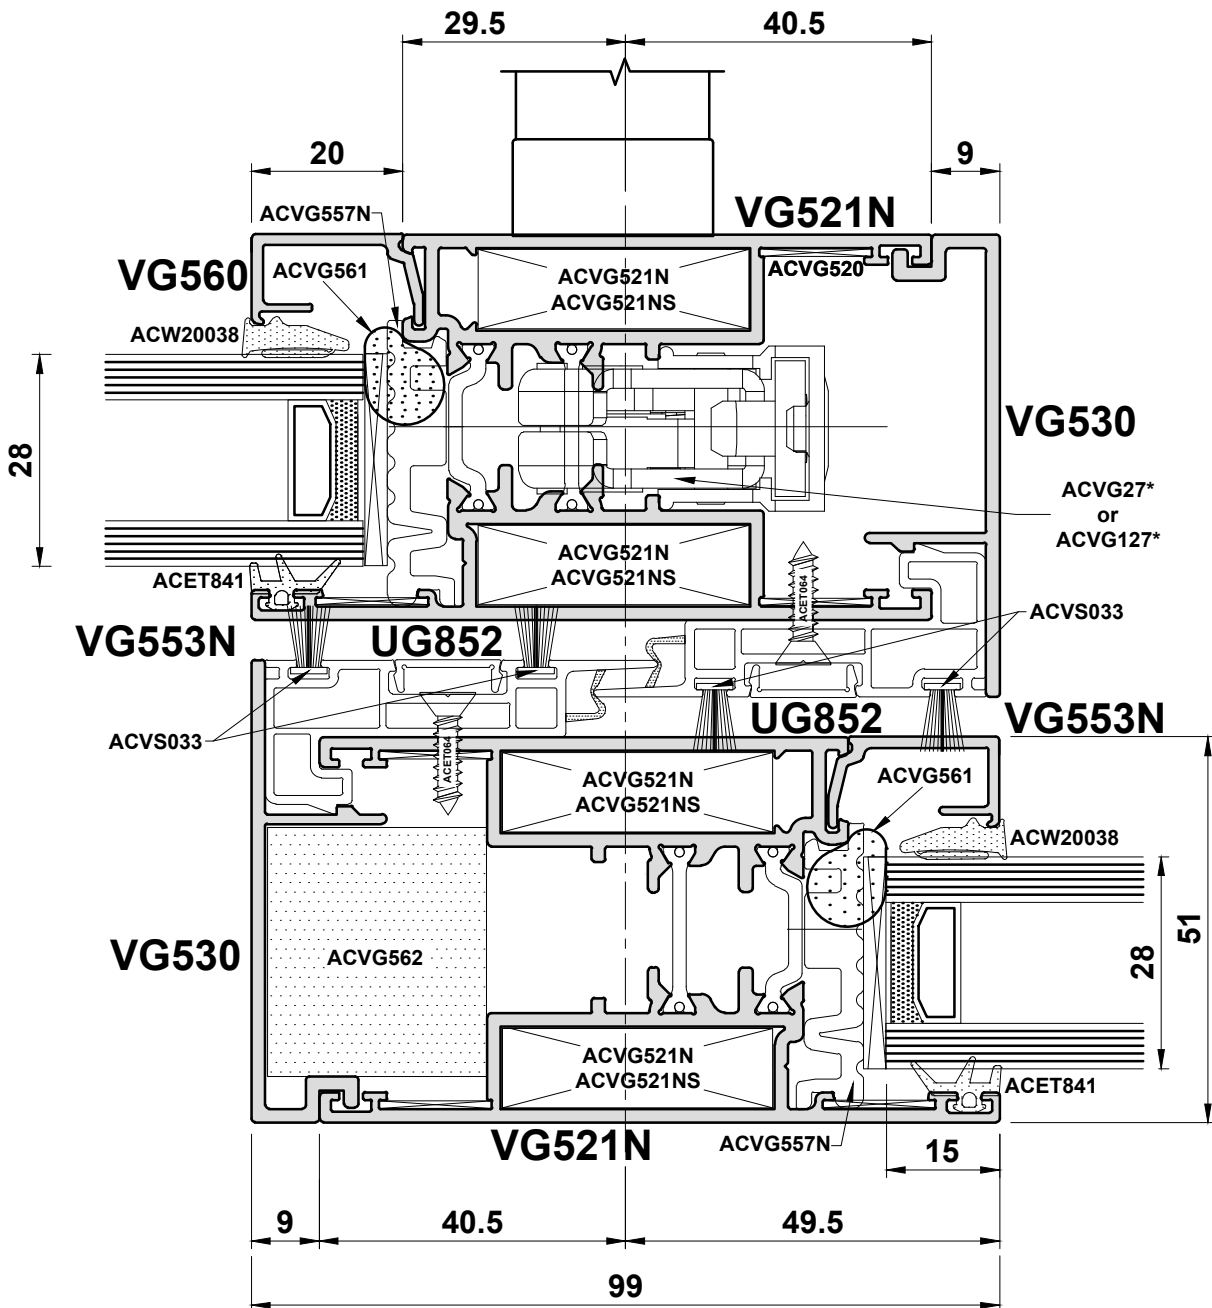 29.5
40.5
20
9
ACVG557N
VG521N
VG560
ACVG561
ACVG521N
ACVG521NS
ACVG520
ACW20038
28
VG530
ACVG27*
or
ACVG127*
ACVG521N
ACVG521NS
ACET841
ACET064
ACVS033
VG553N
UG852
ACVS033
UG852
VG553N
ACET064
ACVG521N
ACVG521NS
ACVG561
ACW20038
VG530
ACVG562
28
51
ACVG521N
ACVG521NS
ACET841
VG521N
ACVG557N
15
9
40.5
49.5
99